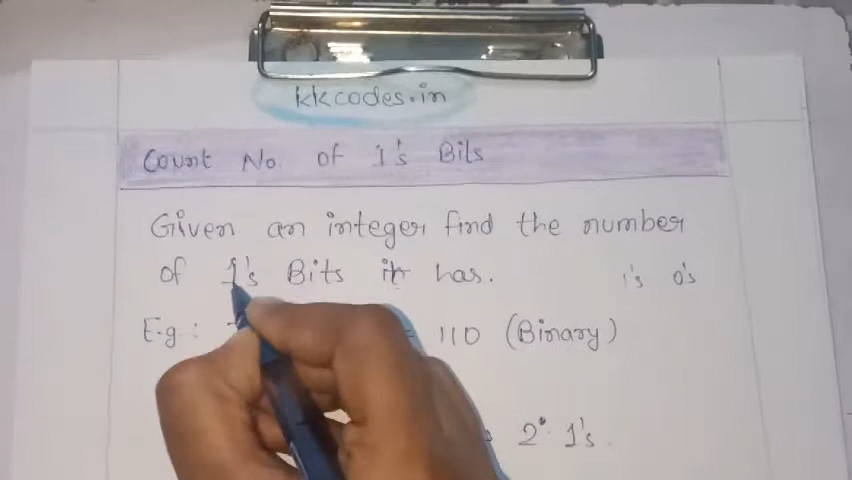 kkcodes.in
Count No. of 1's Bits
Given an integer find the number
of 1's Bits it has.
1's 0's
E.g: = 110 (Binary)
2 1's.